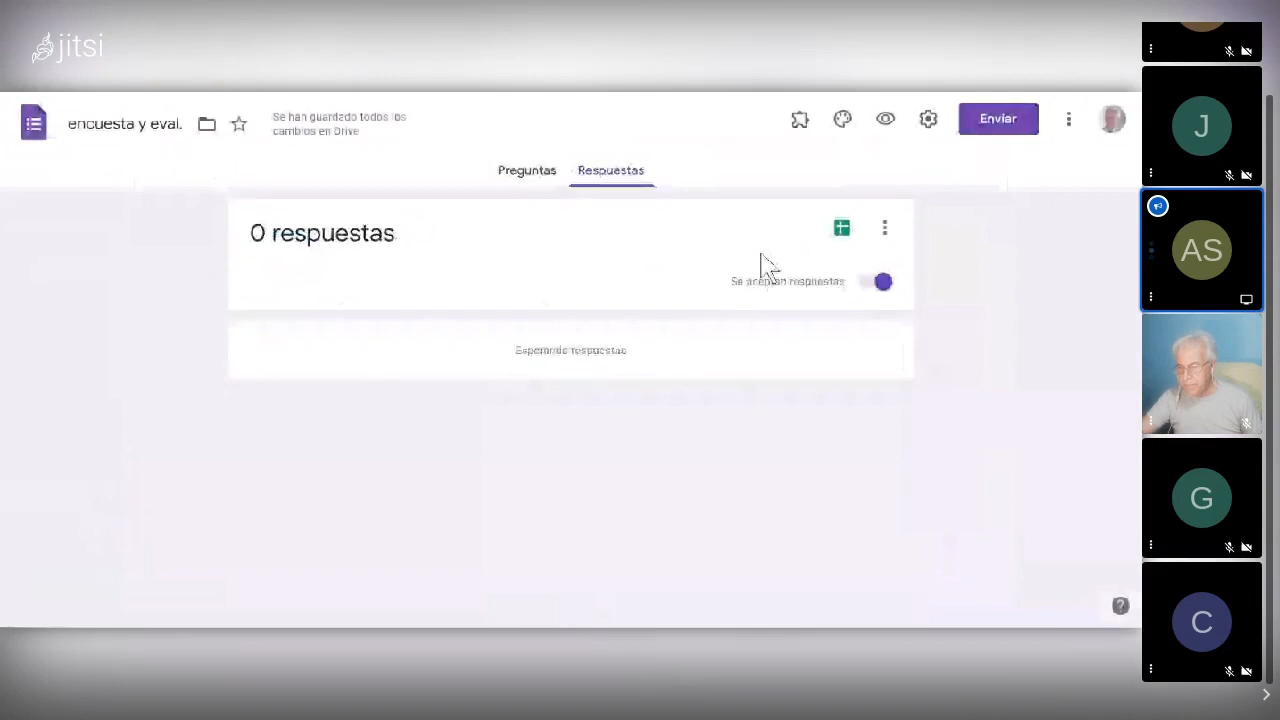 jitsi
encuesta y eval.
Se han guardado todos los
cambios en Drive
Enviar
Preguntas
Respuestas
0 respuestas
Se aceptan respuestas
Esperando respuestas
J
AS
G
C